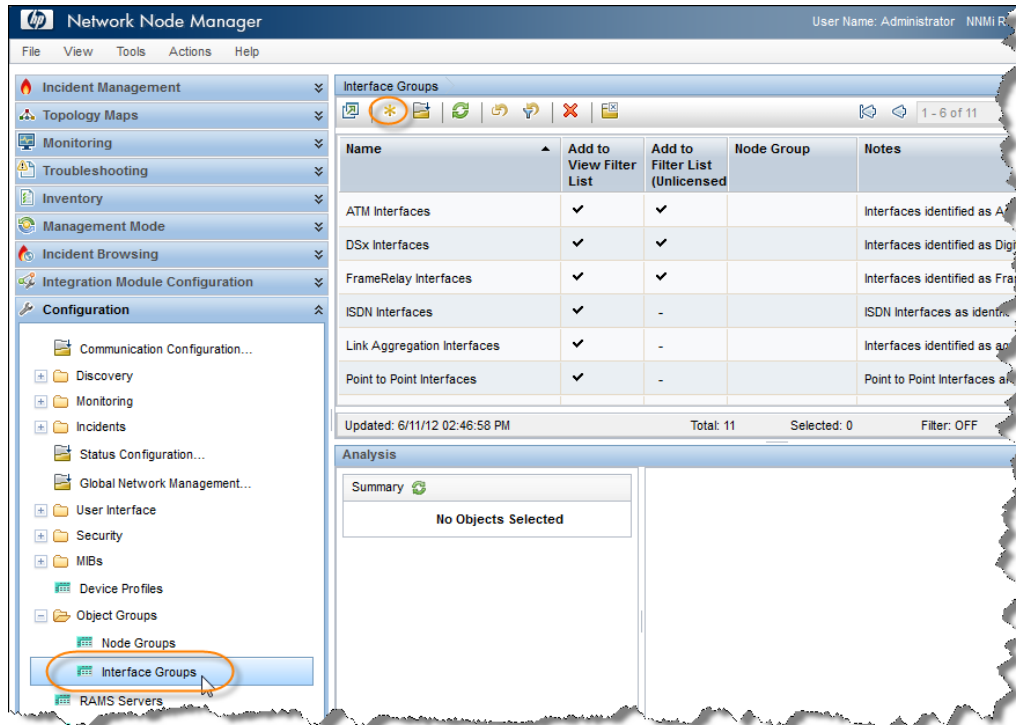 hp Network Node Manager
User Name: Administrator NNMi R
File View Tools Actions Help
Incident Management
Topology Maps
Monitoring
Troubleshooting
Inventory
Management Mode
Incident Browsing
Integration Module Configuration
Configuration
Communication Configuration...
Discovery
Monitoring
Incidents
Status Configuration...
Global Network Management...
User Interface
Security
MIBs
Device Profiles
Object Groups
Node Groups
Interface Groups
RAMS Servers
Interface Groups
1 - 6 of 11
Name
Add to View Filter List
Add to Filter List (Unlicensed
Node Group
Notes
ATM Interfaces ✔ ✔ Interfaces identified as A
DSx Interfaces ✔ ✔ Interfaces identified as Digi
FrameRelay Interfaces ✔ ✔ Interfaces identified as Fra
ISDN Interfaces ✔ - ISDN Interfaces as identi
Link Aggregation Interfaces ✔ - Interfaces identified as ag
Point to Point Interfaces ✔ - Point to Point Interfaces a
Updated: 6/11/12 02:46:58 PM Total: 11 Selected: 0 Filter: OFF
Analysis
Summary
No Objects Selected